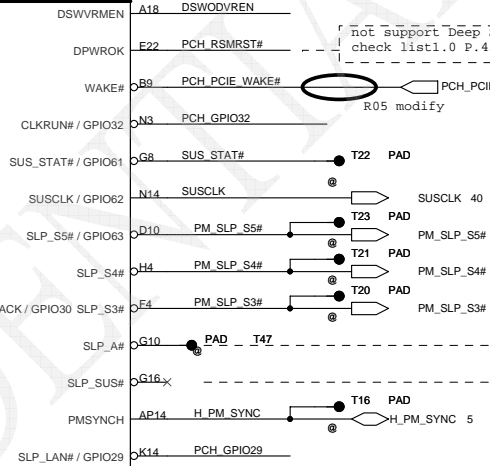 DSWVRMEN A18 DSWODVREN
not support Deep
check list1.0 P.4
DPWROK E22 PCH_RSMRST#
WAKE# B9 PCH_PCIE_WAKE# PCH_PCI
R05 modify
CLKRUN# / GPIO32 N3 PCH_GPIO32
SUS_STAT# / GPIO61 G8 SUS_STAT# T22 PAD
@
SUSCLK / GPIO62 N14 SUSCLK SUSCLK 40
T23 PAD
SLP_S5# / GPIO63 D10 PM_SLP_S5# @ PM_SLP_S5#
T21 PAD
SLP_S4# H4 PM_SLP_S4# @ PM_SLP_S4#
T20 PAD
ACK / GPIO30 SLP_S3# F4 PM_SLP_S3# @ PM_SLP_S3#
SLP_A# G10 PAD T47
@
SLP_SUS# G16
T16 PAD
PMSYNCH AP14 H_PM_SYNC @ H_PM_SYNC 5
SLP_LAN# / GPIO29 K14 PCH_GPIO29